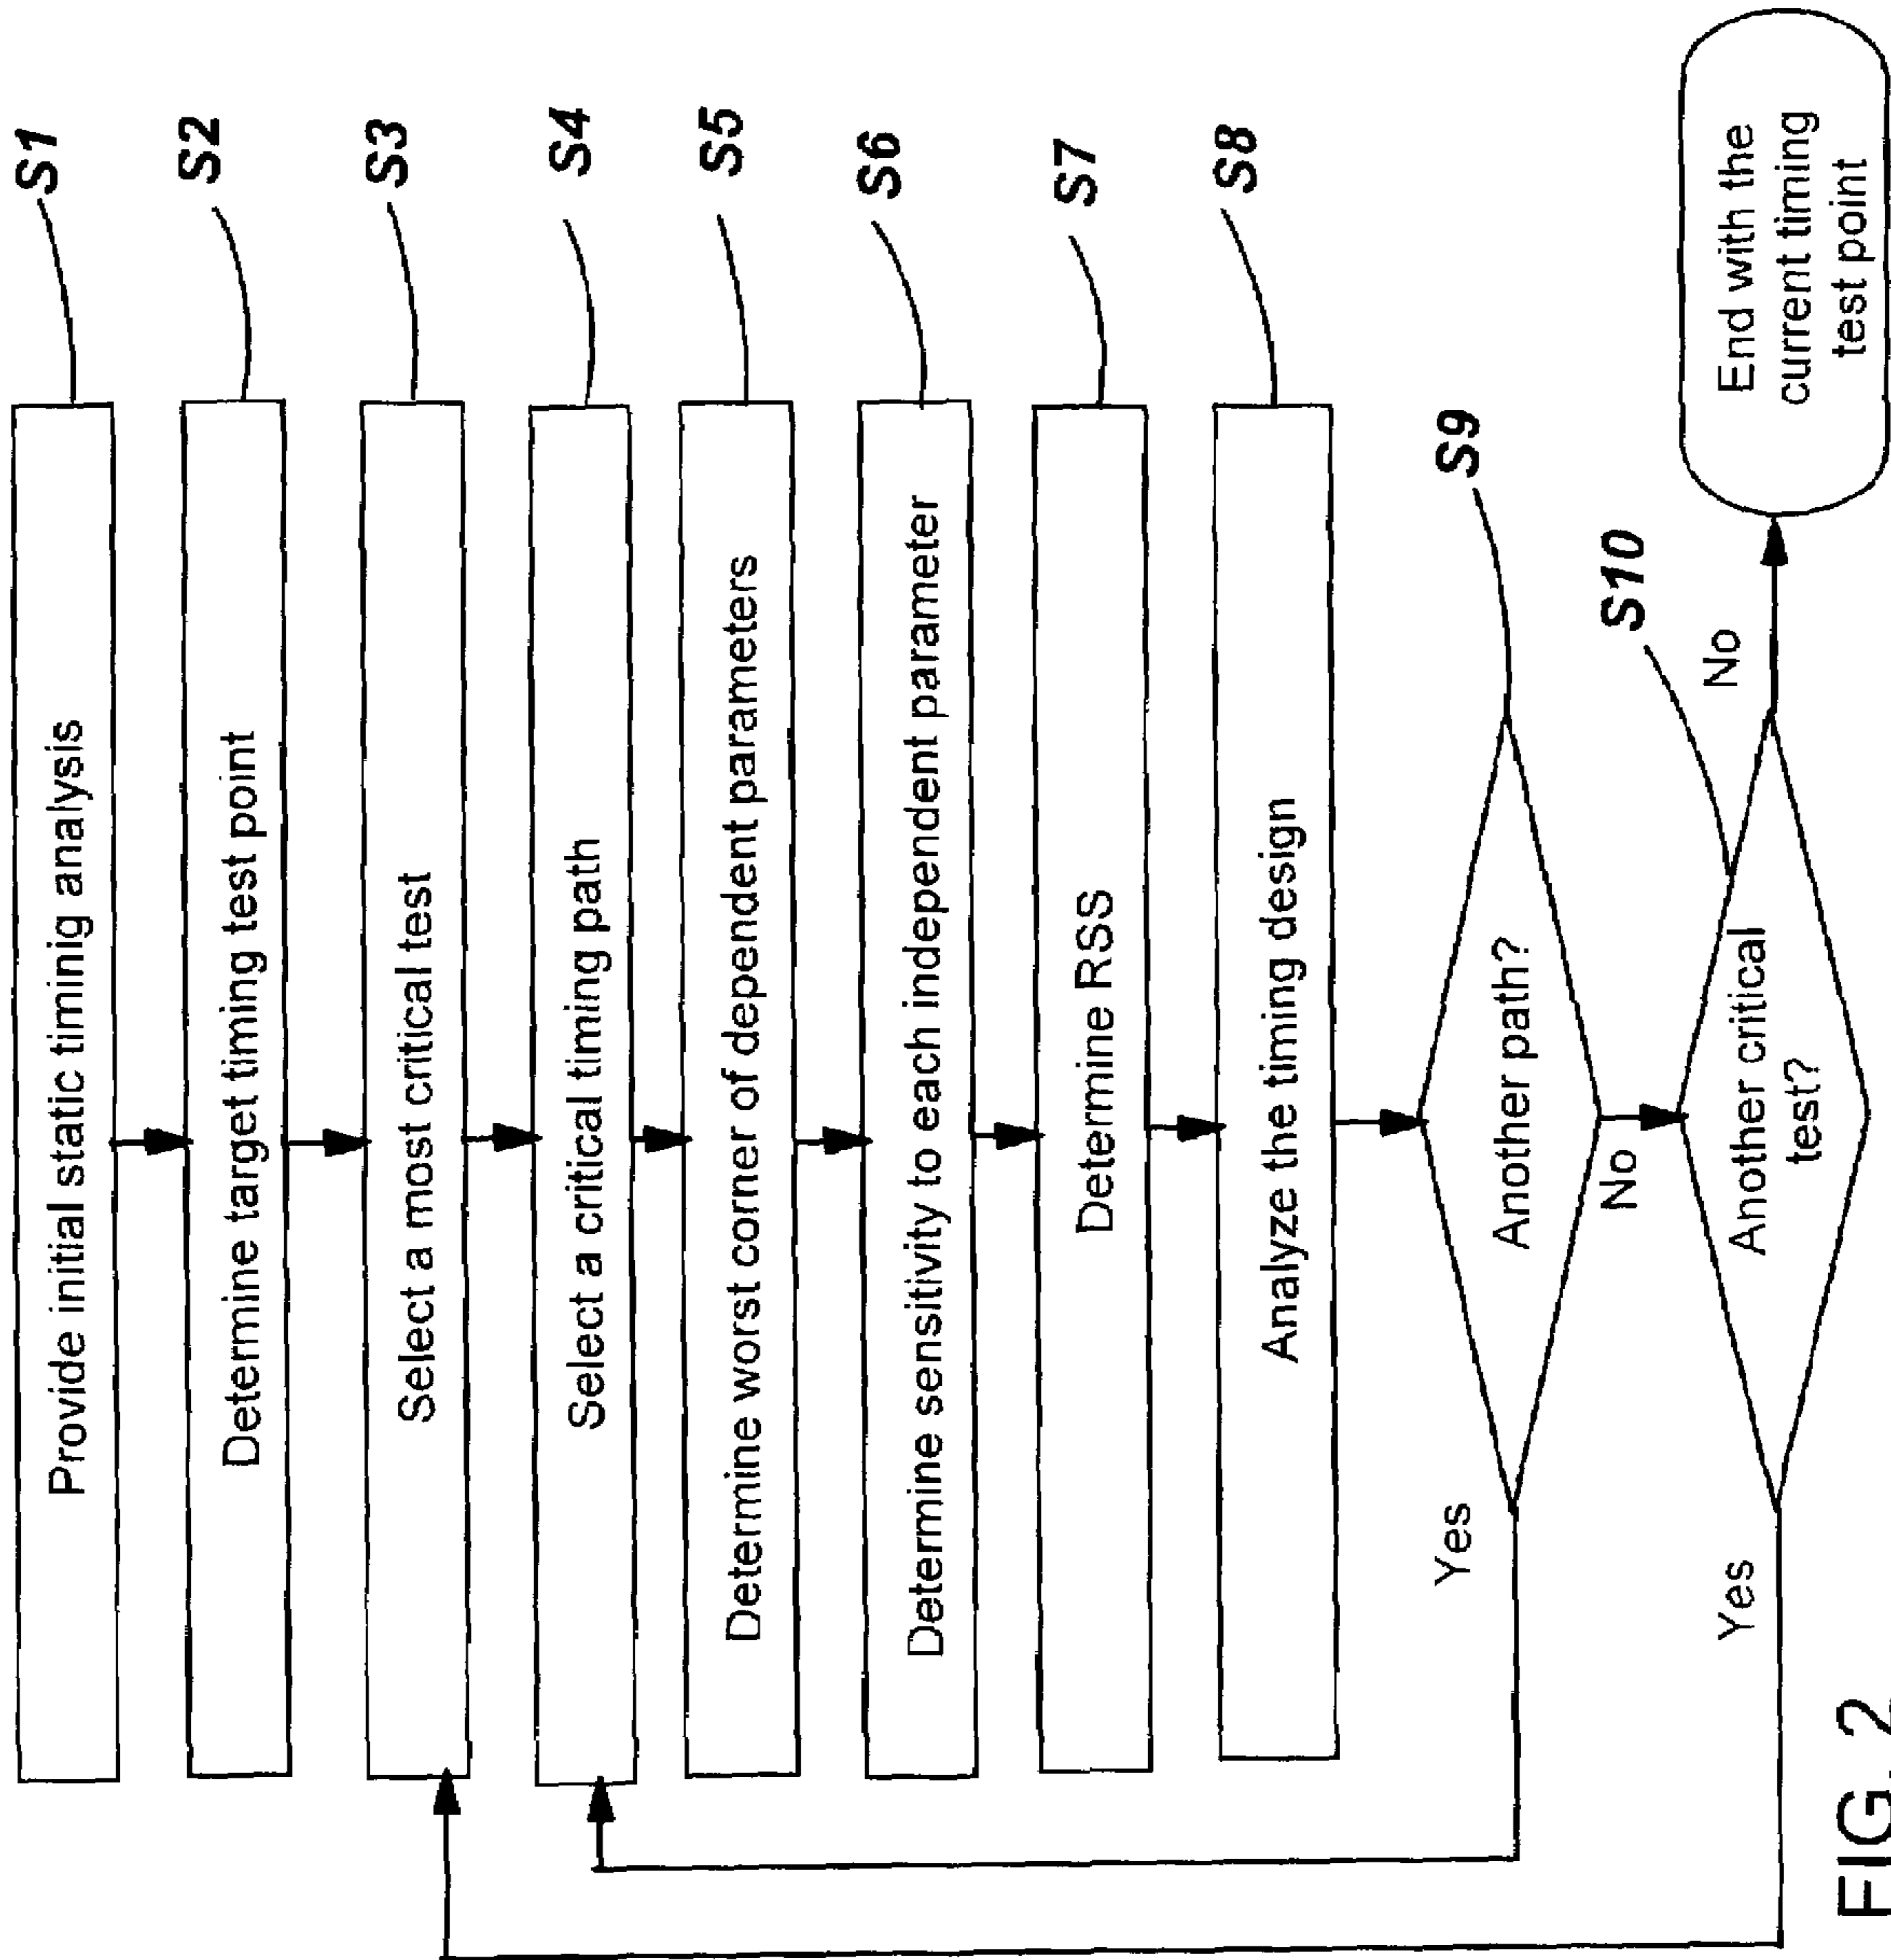 Provide initial static timinig analysis
S1
Determine target timing test point
S2
Select a most critical test
S3
Select a critical timing path
S4
Determine worst corner of dependent parameters
S5
Determine sensitivity to each independent parameter
S6
Determine RSS
S7
Analyze the timing design
S8
Another path?
S9
Yes
No
Another critical
test?
S10
Yes
No
End with the
current timing
test point
FIG. 2